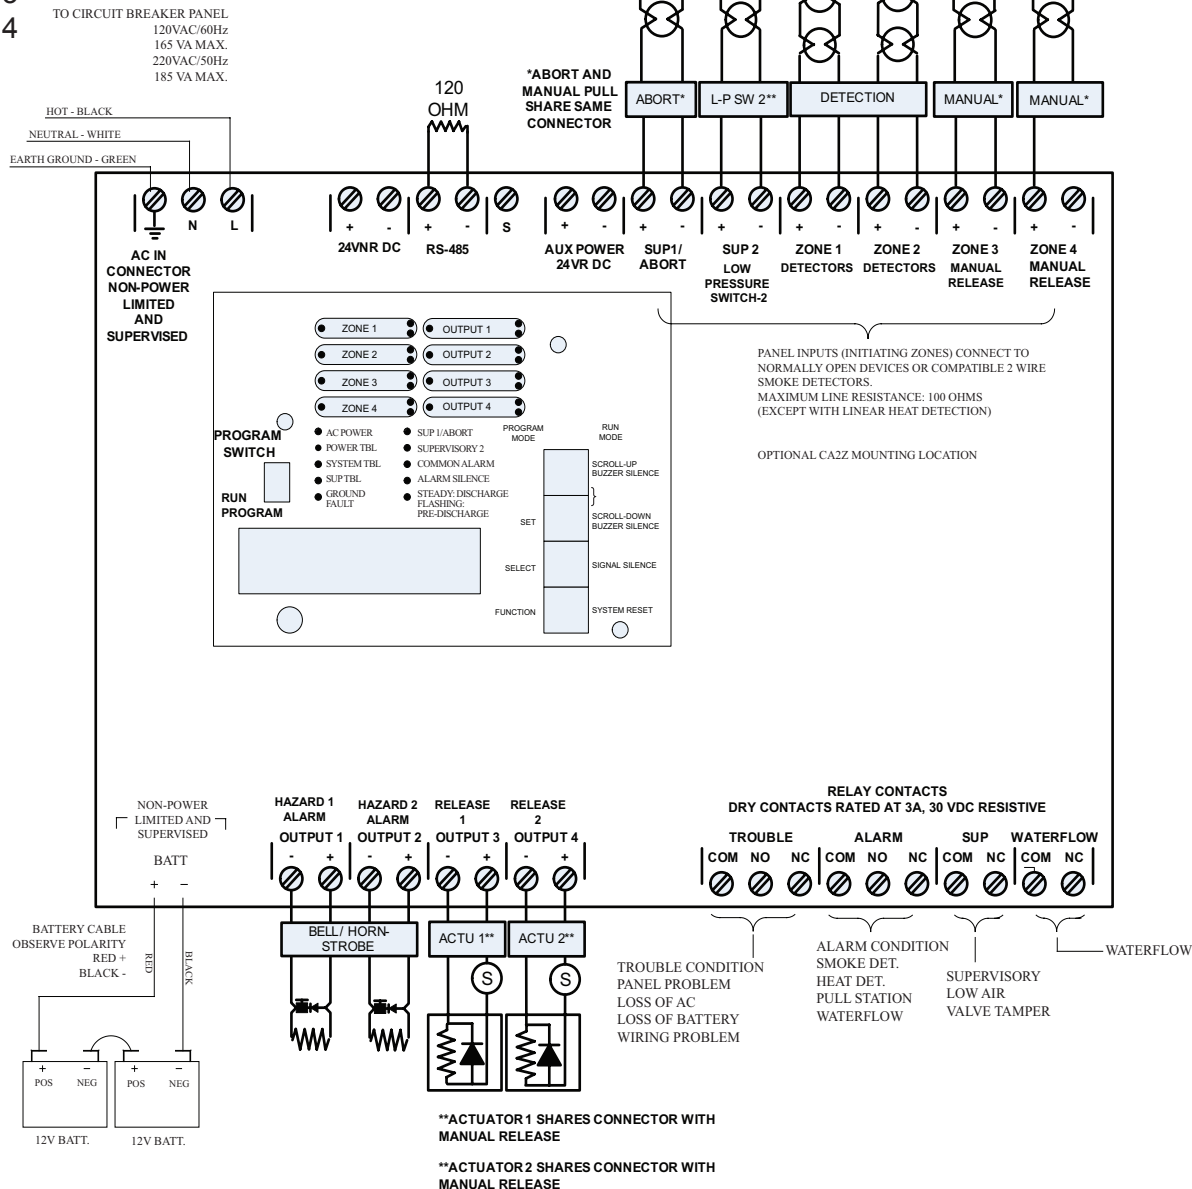 4
TO CIRCUIT BREAKER PANEL
120VAC/60Hz
165 VA MAX.
220VAC/50Hz
185 VA MAX.
HOT - BLACK
NEUTRAL - WHITE
EARTH GROUND - GREEN
120
OHM
*ABORT AND
MANUAL PULL
SHARE SAME
CONNECTOR
ABORT*
L-P SW 2**
DETECTION
MANUAL*
MANUAL*
N
L
+ -
+ -
S
+ -
+ -
+ -
+ -
+ -
+ -
+ -
AC IN
CONNECTOR
NON-POWER
LIMITED
AND
SUPERVISED
24VNR DC
RS-485
AUX POWER
24VR DC
SUP1/
ABORT
SUP 2
LOW
PRESSURE
SWITCH-2
ZONE 1
DETECTORS
ZONE 2
DETECTORS
ZONE 3
MANUAL
RELEASE
ZONE 4
MANUAL
RELEASE
PANEL INPUTS (INITIATING ZONES) CONNECT TO
NORMALLY OPEN DEVICES OR COMPATIBLE 2 WIRE
SMOKE DETECTORS.
MAXIMUM LINE RESISTANCE: 100 OHMS
(EXCEPT WITH LINEAR HEAT DETECTION)
OPTIONAL CA2Z MOUNTING LOCATION
ZONE 1
OUTPUT 1
ZONE 2
OUTPUT 2
ZONE 3
OUTPUT 3
ZONE 4
OUTPUT 4
PROGRAM
SWITCH
RUN
PROGRAM
AC POWER
POWER TBL
SYSTEM TBL
SUP TBL
GROUND
FAULT
SUP 1/ABORT
SUPERVISORY 2
COMMON ALARM
ALARM SILENCE
STEADY: DISCHARGE
FLASHING:
PRE-DISCHARGE
PROGRAM
MODE
RUN
MODE
SCROLL-UP
BUZZER SILENCE
}
SET
SCROLL-DOWN
BUZZER SILENCE
SELECT
SIGNAL SILENCE
FUNCTION
SYSTEM RESET
NON-POWER
LIMITED AND
SUPERVISED
BATT
+ -
HAZARD 1
ALARM
OUTPUT 1
- +
HAZARD 2
ALARM
OUTPUT 2
- +
RELEASE
1
OUTPUT 3
- +
RELEASE
2
OUTPUT 4
- +
RELAY CONTACTS
DRY CONTACTS RATED AT 3A, 30 VDC RESISTIVE
TROUBLE
COM NO NC
ALARM
COM NO NC
SUP
COM NC
WATERFLOW
COM NC
BATTERY CABLE
OBSERVE POLARITY
RED +
BLACK -
RED
BLACK
+ -
POS NEG
+ -
POS NEG
12V BATT.
12V BATT.
BELL/ HORN-
STROBE
ACTU 1**
ACTU 2**
S
S
TROUBLE CONDITION
PANEL PROBLEM
LOSS OF AC
LOSS OF BATTERY
WIRING PROBLEM
ALARM CONDITION
SMOKE DET.
HEAT DET.
PULL STATION
WATERFLOW
SUPERVISORY
LOW AIR
VALVE TAMPER
WATERFLOW
**ACTUATOR 1 SHARES CONNECTOR WITH
MANUAL RELEASE
**ACTUATOR 2 SHARES CONNECTOR WITH
MANUAL RELEASE